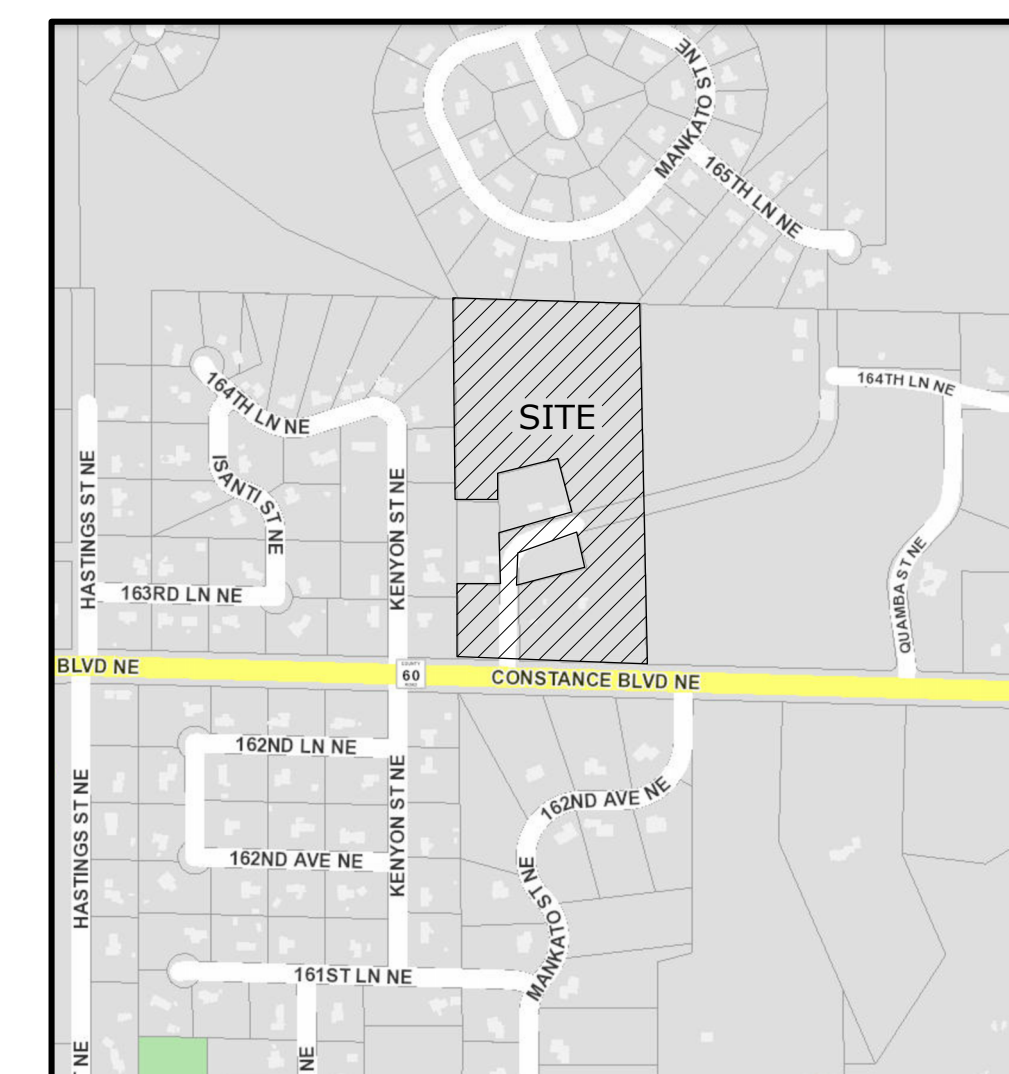 MANKATO ST NE
MANKATO ST NE
165TH LN NE
164TH LN NE
164TH LN NE
SITE
ISANTI ST NE
HASTINGS ST NE
KENYON ST NE
163RD LN NE
QUAMBA ST NE
BLVD NE
COUNTY
60
ROAD
CONSTANCE BLVD NE
162ND LN NE
HASTINGS ST NE
KENYON ST NE
162ND AVE NE
162ND AVE NE
MANKATO ST NE
161ST LN NE
T NE
NE